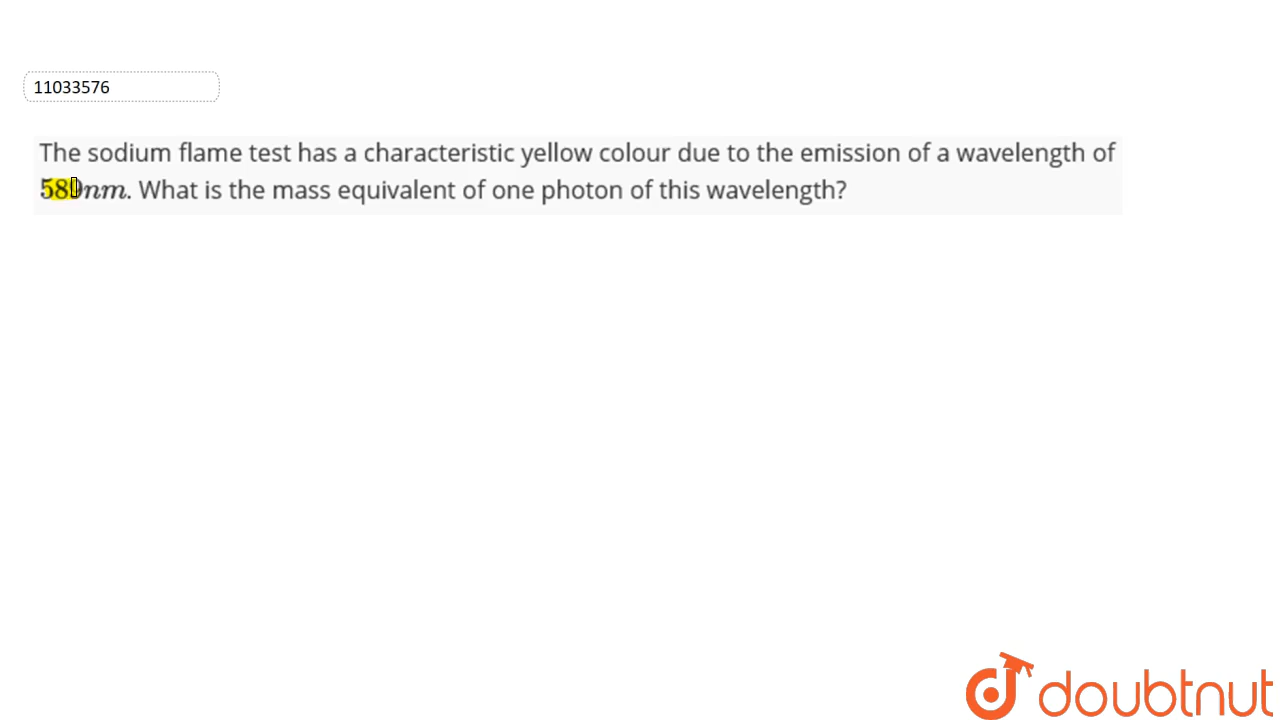 11033576
The sodium flame test has a characteristic yellow colour due to the emission of a wavelength of
589nm. What is the mass equivalent of one photon of this wavelength?
doubtnut